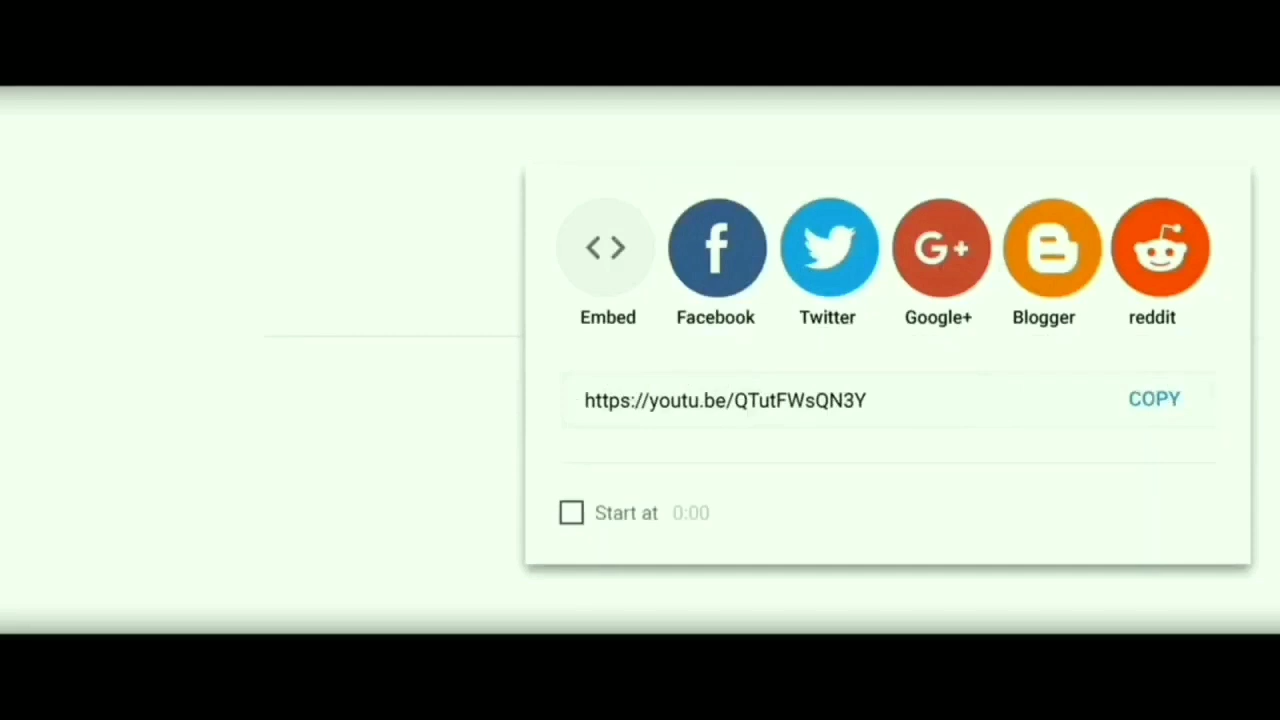 Embed Facebook Twitter Google+ Blogger reddit
https://youtu.be/QTutFWsQN3Y COPY
Start at 0:00